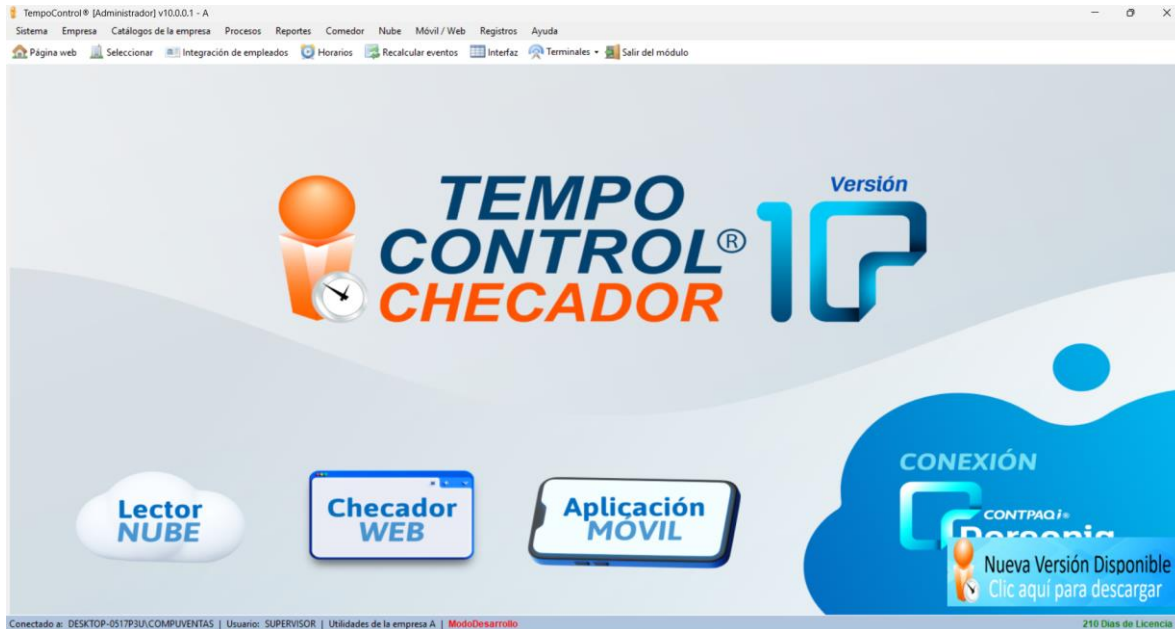 TempoControl® [Administrador] v10.0.0.1 - A
Sistema Empresa Catálogos de la empresa Procesos Reportes Comedor Nube Móvil / Web Registros Ayuda
Página web Seleccionar Integración de empleados Horarios Recalcular eventos Interfaz Terminales Salir del módulo
TEMPO
CONTROL®
CHECADOR
Versión
10
CONEXIÓN
CONTPAQi®
Lector
NUBE
Checador
WEB
Aplicación
MÓVIL
Nueva Versión Disponible
Clic aquí para descargar
Conectado a: DESKTOP-0517P3U\COMPUVENTAS | Usuario: SUPERVISOR | Utilidades de la empresa A | ModoDesarrollo
210 Dias de Licencia